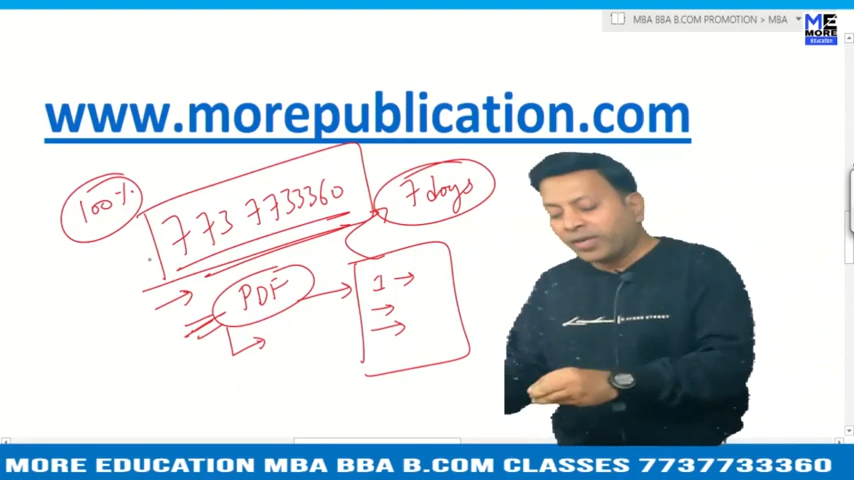 MBA BBA B.COM PROMOTION > MBA
ME
MORE
Education
www.morepublication.com
100%
773 7733360
7 days
PDF
1 →
MORE EDUCATION MBA BBA B.COM CLASSES 7737733360